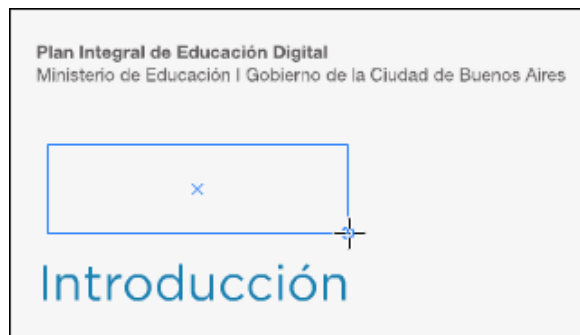 Plan Integral de Educación Digital
Ministerio de Educación | Gobierno de la Ciudad de Buenos Aires
Introducción